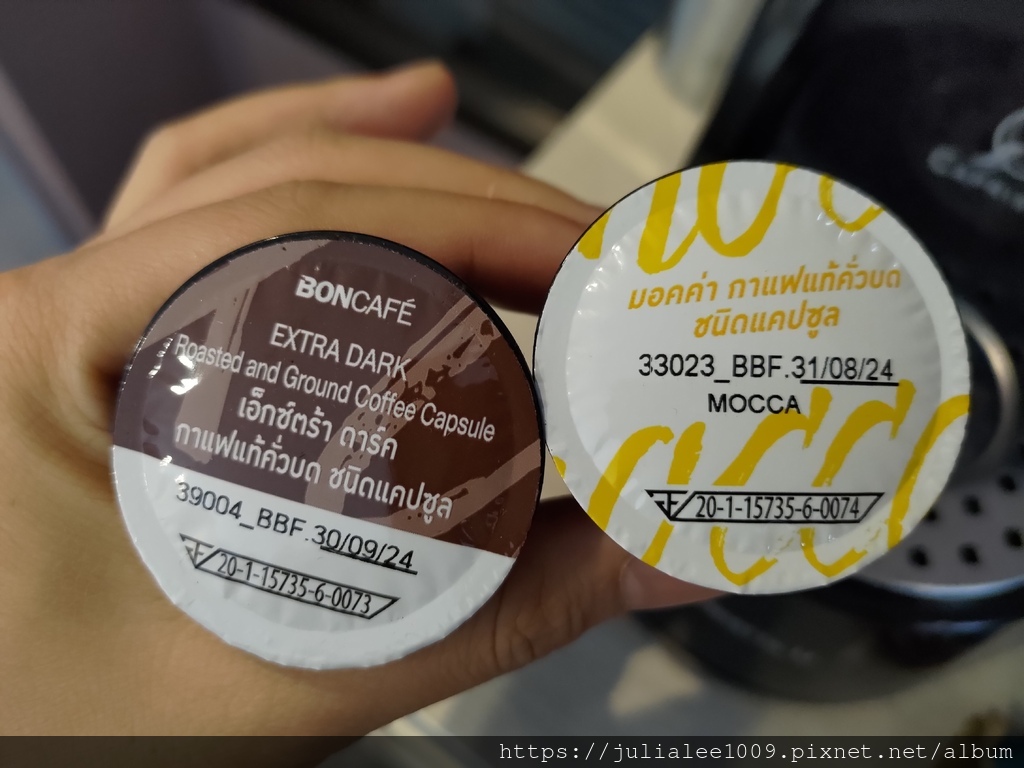 BONCAFÉ
EXTRA DARK
Roasted and Ground Coffee Capsule
เอ็กซ์ตร้า ดาร์ค
กาแฟแท้คั่วบด ชนิดแคปซูล
39004_BBF.30/09/24
20-1-15735-6-0073
มอคค่า กาแฟแท้คั่วบด
ชนิดแคปซูล
33023_BBF.31/08/24
MOCCA
20-1-15735-6-0074
https://julialee1009.pixnet.net/album